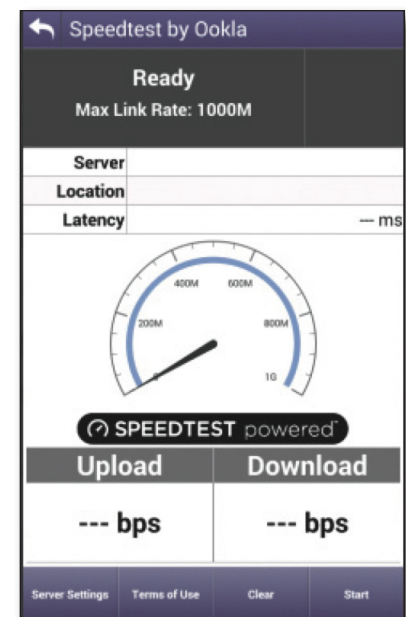 Speedtest by Ookla
Ready
Max Link Rate: 1000M
Server
Location
Latency --- ms
400M 600M
200M 800M
0 1G
SPEEDTEST powered™
Upload Download
--- bps --- bps
Server Settings Terms of Use Clear Start